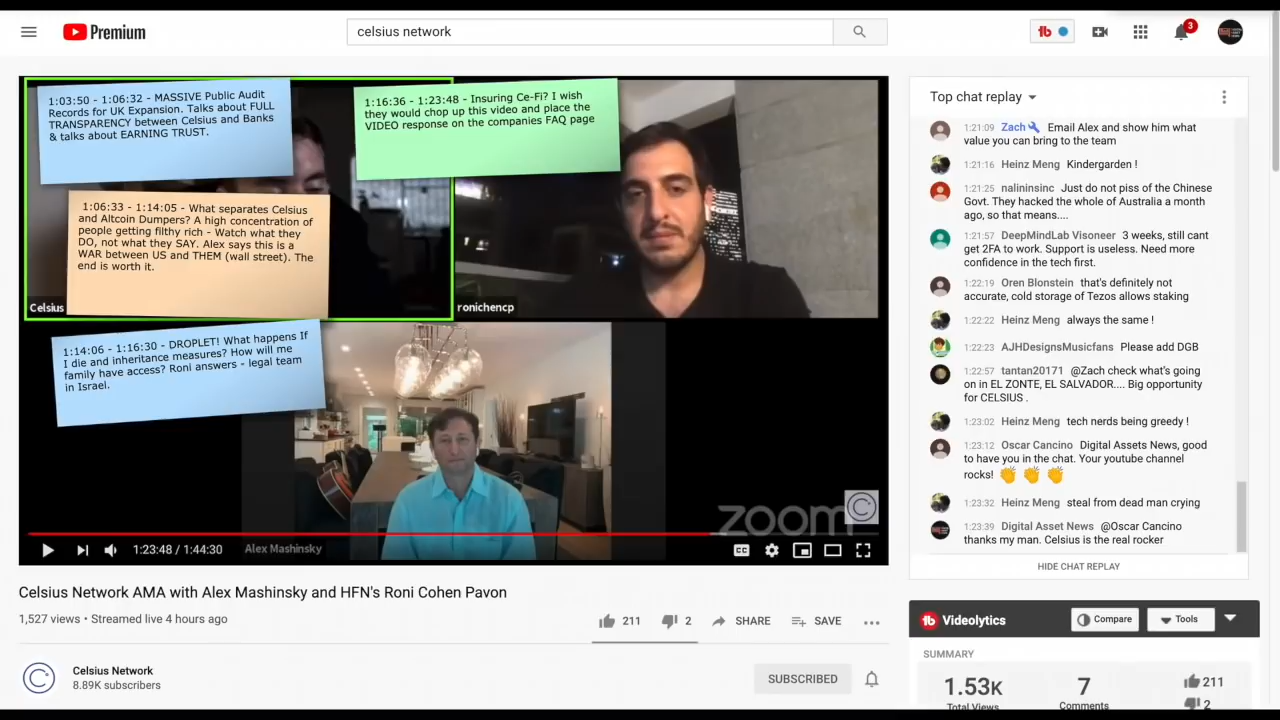 Premium
celsius network
3
1:03:50 - 1:06:32 - MASSIVE Public Audit
Records for UK Expansion. Talks about FULL
TRANSPARENCY between Celsius and Banks
& talks about EARNING TRUST.
1:16:36 - 1:23:48 - Insuring Ce-Fi? I wish
they would chop up this video and place the
VIDEO response on the companies FAQ page
1:06:33 - 1:14:05 - What separates Celsius
and Altcoin Dumpers? A high concentration of
people getting filthy rich - Watch what they
DO, not what they SAY. Alex says this is a
WAR between US and THEM (wall street). The
end is worth it.
Celsius
ronichencp
1:14:06 - 1:16:30 - DROPLET! What happens If
I die and inheritance measures? How will me
family have access? Roni answers - legal team
in Israel.
zoom
1:23:48 / 1:44:30
Alex Mashinsky
CC
Celsius Network AMA with Alex Mashinsky and HFN's Roni Cohen Pavon
1,527 views • Streamed live 4 hours ago
211
2
SHARE
SAVE
Celsius Network
8.89K subscribers
SUBSCRIBED
Top chat replay
1:21:09 Zach Email Alex and show him what
value you can bring to the team
1:21:16 Heinz Meng Kindergarden !
1:21:25 nalininsinc Just do not piss of the Chinese
Govt. They hacked the whole of Australia a month
ago, so that means....
1:21:57 DeepMindLab Visoneer 3 weeks, still cant
get 2FA to work. Support is useless. Need more
confidence in the tech first.
1:22:19 Oren Blonstein that's definitely not
accurate, cold storage of Tezos allows staking
1:22:22 Heinz Meng always the same !
1:22:23 AJHDesignsMusicfans Please add DGB
1:22:57 tantan20171 @Zach check what's going
on in EL ZONTE, EL SALVADOR.... Big opportunity
for CELSIUS .
1:23:02 Heinz Meng tech nerds being greedy !
1:23:12 Oscar Cancino Digital Assets News, good
to have you in the chat. Your youtube channel
rocks! 👏 👏 👏
1:23:32 Heinz Meng steal from dead man crying
1:23:39 Digital Asset News @Oscar Cancino
thanks my man. Celsius is the real rocker
HIDE CHAT REPLAY
Videolytics
Compare
Tools
SUMMARY
1.53K
Total Views
7
Comments
211
2